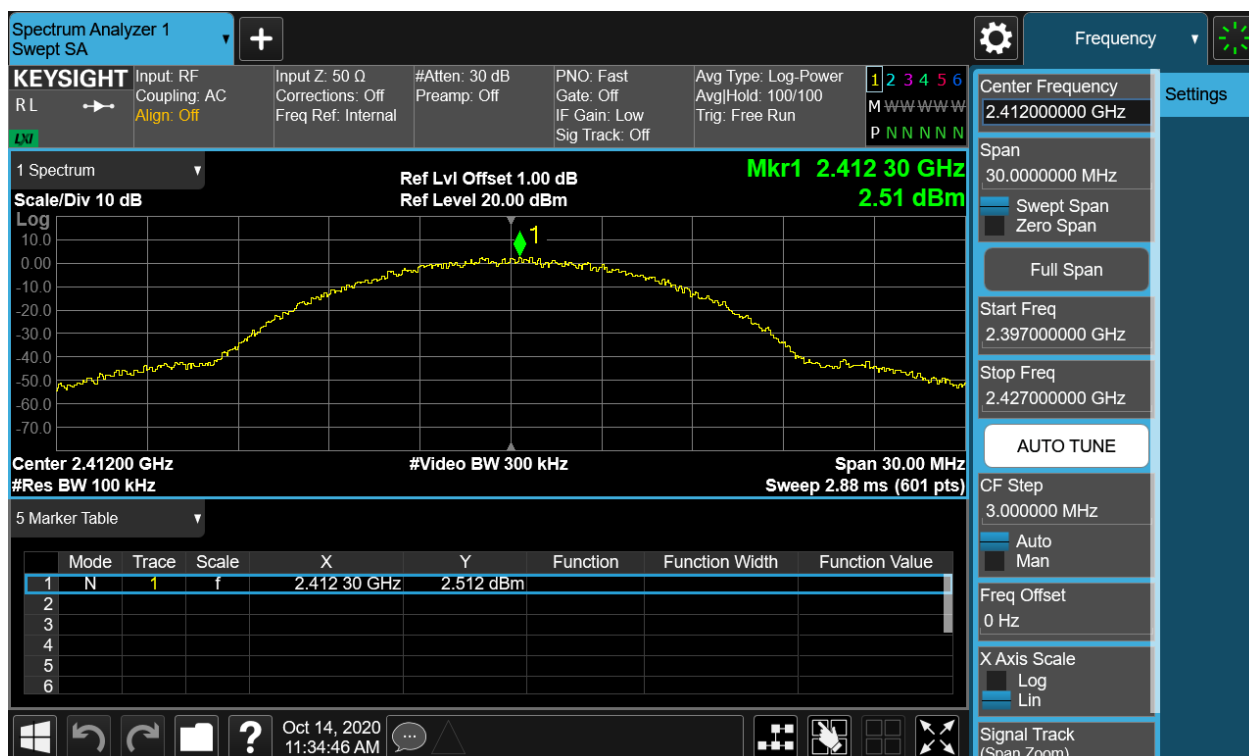 Spectrum Analyzer 1
Swept SA
+
Frequency
KEYSIGHT
R L
LXI
Input: RF
Coupling: AC
Align: Off
Input Z: 50 Ω
Corrections: Off
Freq Ref: Internal
#Atten: 30 dB
Preamp: Off
PNO: Fast
Gate: Off
IF Gain: Low
Sig Track: Off
Avg Type: Log-Power
Avg|Hold: 100/100
Trig: Free Run
1 2 3 4 5 6
M W W W W W
P N N N N N
Settings
Center Frequency
2.412000000 GHz
Span
30.0000000 MHz
Swept Span
Zero Span
Full Span
Start Freq
2.397000000 GHz
Stop Freq
2.427000000 GHz
AUTO TUNE
CF Step
3.000000 MHz
Auto
Man
Freq Offset
0 Hz
X Axis Scale
Log
Lin
Signal Track
(Span Zoom)
1 Spectrum
Scale/Div 10 dB
Ref Lvl Offset 1.00 dB
Ref Level 20.00 dBm
Mkr1 2.412 30 GHz
2.51 dBm
Log
10.0
0.00
-10.0
-20.0
-30.0
-40.0
-50.0
-60.0
-70.0
1
Center 2.41200 GHz
#Video BW 300 kHz
Span 30.00 MHz
#Res BW 100 kHz
Sweep 2.88 ms (601 pts)
5 Marker Table
Mode Trace Scale X Y Function Function Width Function Value
1 N 1 f 2.412 30 GHz 2.512 dBm
2
3
4
5
6
?
Oct 14, 2020
11:34:46 AM